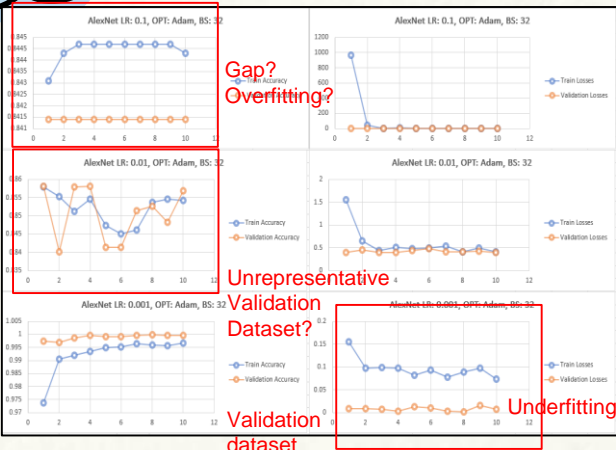 AlexNet LR: 0.1, OPT: Adam, BS: 32
0.845
0.8445
0.844
0.8435
0.843
0.8425
0.842
0.8415
0.841
0 2 4 6 8 10 12
Train Accuracy
Gap?
Overfitting?
AlexNet LR: 0.1, OPT: Adam, BS: 32
1200
1000
800
600
400
200
0
0 2 4 6 8 10 12
Train Losses
Validation Losses
AlexNet LR: 0.01, OPT: Adam, BS: 32
0.86
0.855
0.85
0.845
0.84
0.835
0 2 4 6 8 10 12
Train Accuracy
Validation Accuracy
AlexNet LR: 0.01, OPT: Adam, BS: 32
2
1.5
1
0.5
0
0 2 4 6 8 10 12
Train Losses
Validation Losses
Unrepresentative
Validation
Dataset?
AlexNet LR: 0.001, OPT: Adam, BS: 32
1.005
1
0.995
0.99
0.985
0.98
0.975
0.97
0 2 4 6 8 10 12
Train Accuracy
Validation Accuracy
Validation
dataset
AlexNet LR: 0.001, OPT: Adam, BS: 32
0.2
0.15
0.1
0.05
0
0 2 4 6 8 10 12
Train Losses
Validation Losses
Underfitting